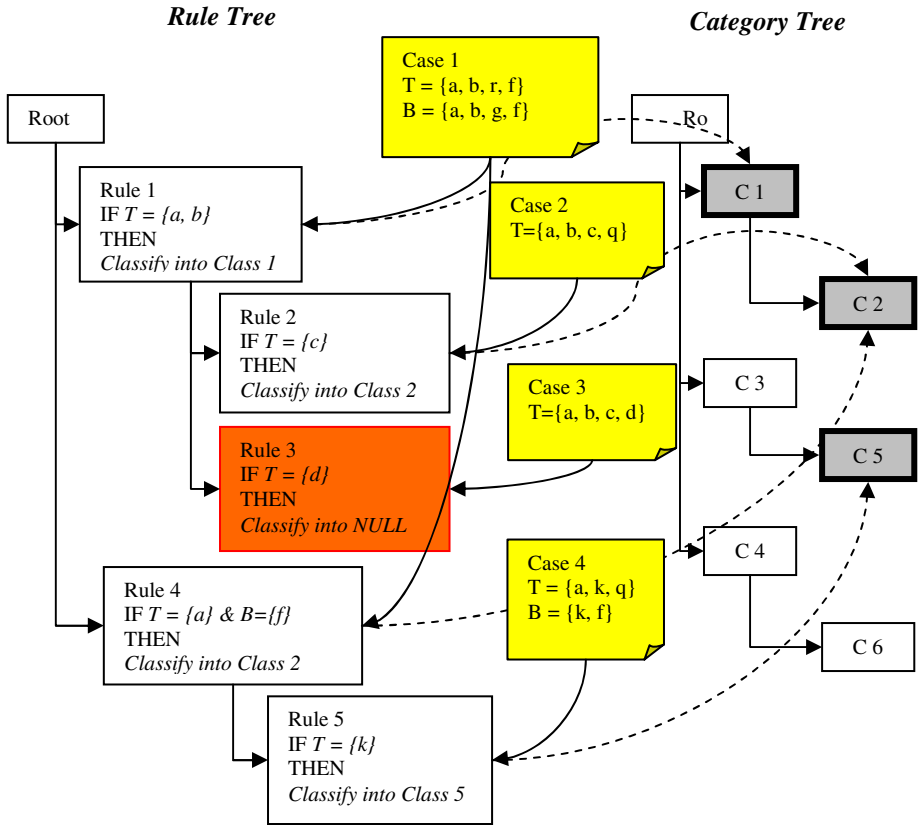 Rule Tree
Category Tree
Root
Case 1
T = {a, b, r, f}
B = {a, b, g, f}
Ro
Rule 1
IF T = {a, b}
THEN
Classify into Class 1
Case 2
T={a, b, c, q}
C 1
C 2
Rule 2
IF T = {c}
THEN
Classify into Class 2
Case 3
T={a, b, c, d}
C 3
Rule 3
IF T = {d}
THEN
Classify into NULL
C 5
Case 4
T = {a, k, q}
B = {k, f}
C 4
Rule 4
IF T = {a} & B={f}
THEN
Classify into Class 2
C 6
Rule 5
IF T = {k}
THEN
Classify into Class 5